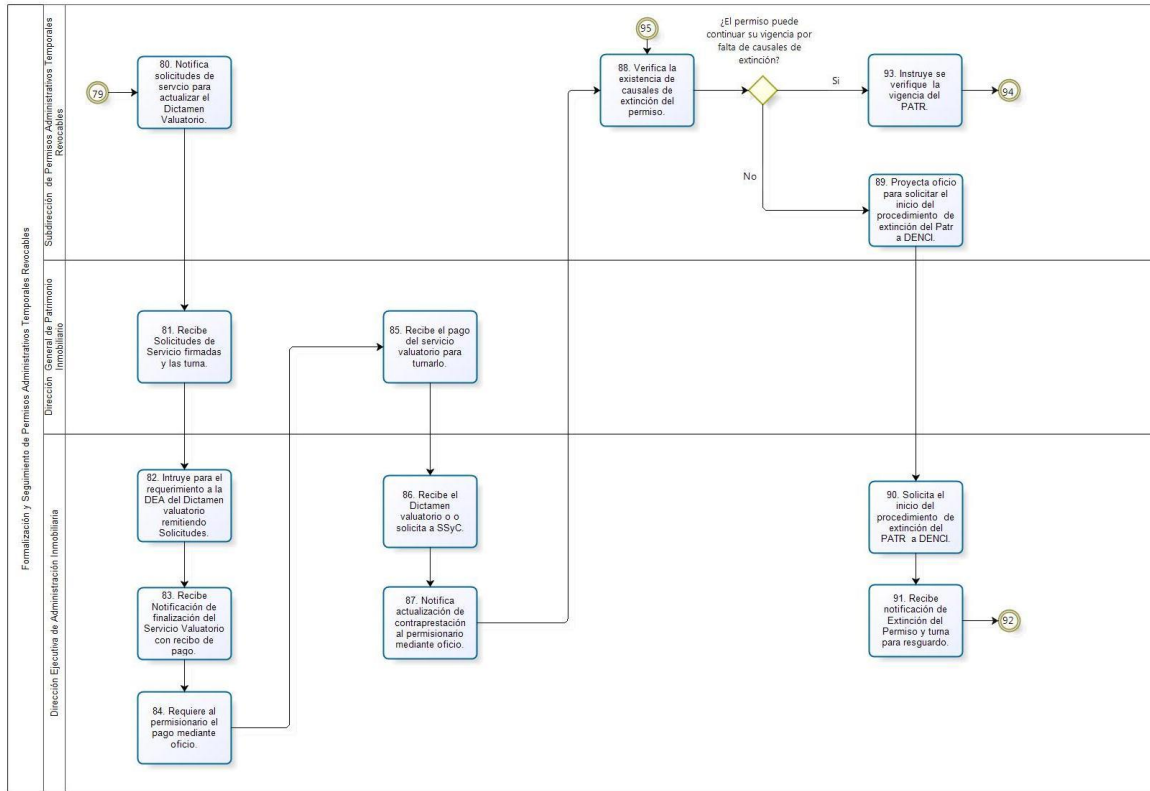 Formalización y Seguimiento de Permisos Administrativos Temporales Revocables
Subdirección de Permisos Administrativos Temporales
Revocables
79
80. Notifica
solicitudes de
servcio para
actualizar el
Dictamen
Valuatorio.
95
88. Verifica la
existencia de
causales de
extinción del
permiso.
¿El permiso puede
continuar su vigencia por
falta de causales de
extinción?
Si
93. Instruye se
verifique la
vigencia del
PATR.
94
No
89. Proyecta oficio
para solicitar el
inicio del
procedimiento de
extinción del Patr
a DENCI.
Dirección General de Patrimonio
Inmobiliario
81. Recibe
Solicitudes de
Servicio firmadas
y las turna.
85. Recibe el pago
del servicio
valuatorio para
turnarlo.
Dirección Ejecutiva de Administración Inmobiliaria
82. Intruye para el
requerimiento a la
DEA del Dictamen
valuatorio
remitiendo
Solicitudes.
83. Recibe
Notificación de
finalización del
Servicio Valuatorio
con recibo de
pago.
84. Requiere al
permisionario el
pago mediante
oficio.
86. Recibe el
Dictamen
valuatorio o o
solicita a SSyC.
87. Notifica
actualización de
contraprestación
al permisionario
mediante oficio.
90. Solicita el
inicio del
procedimiento de
extinción del
PATR a DENCI.
91. Recibe
notificación de
Extinción del
Permiso y turna
para resguardo.
92